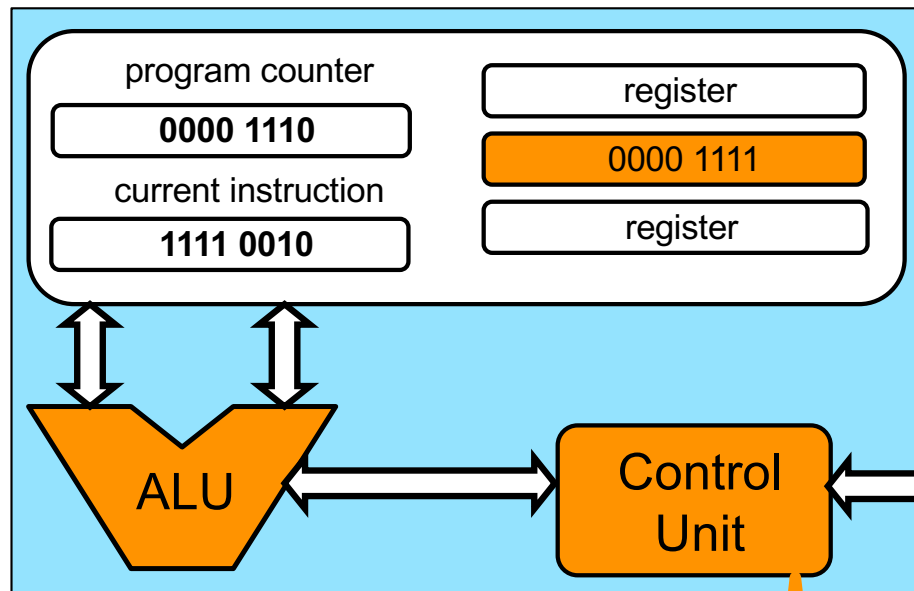 program counter
0000 1110
current instruction
1111 0010
register
0000 1111
register
ALU
Control
Unit